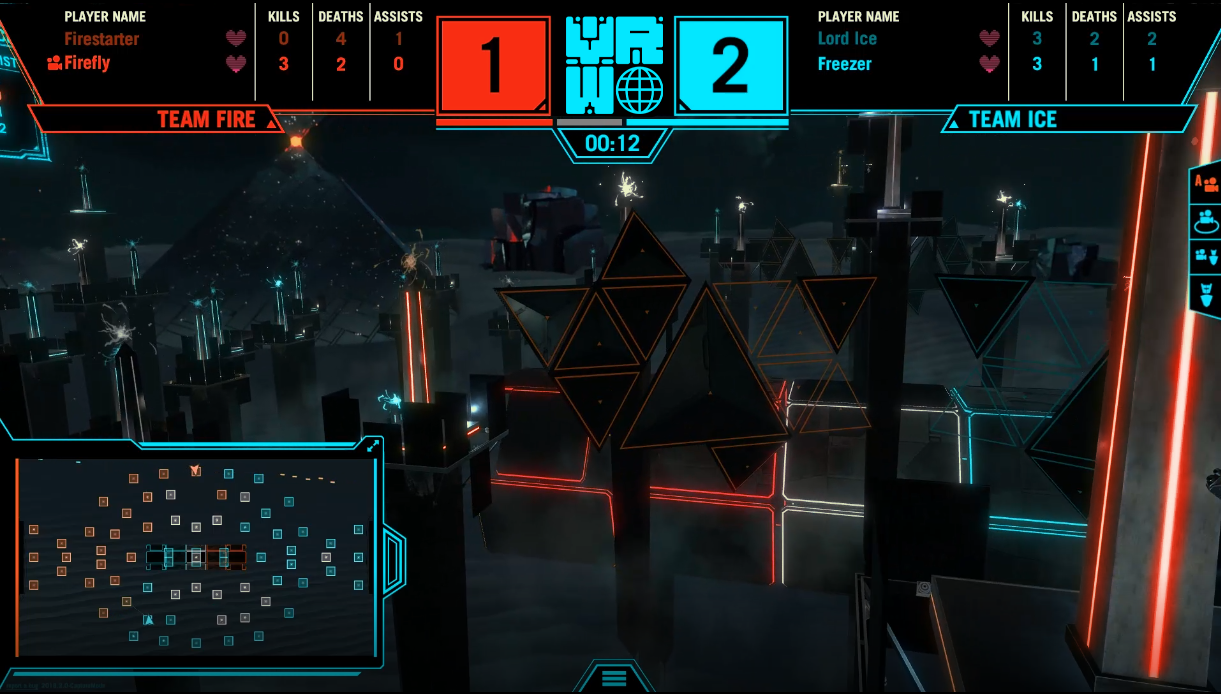 PLAYER NAME KILLS DEATHS ASSISTS
Firestarter 0 4 1
Firefly 3 2 0
TEAM FIRE
1
VR
W
2
00:12
PLAYER NAME KILLS DEATHS ASSISTS
Lord Ice 3 2 2
Freezer 3 1 1
TEAM ICE
A